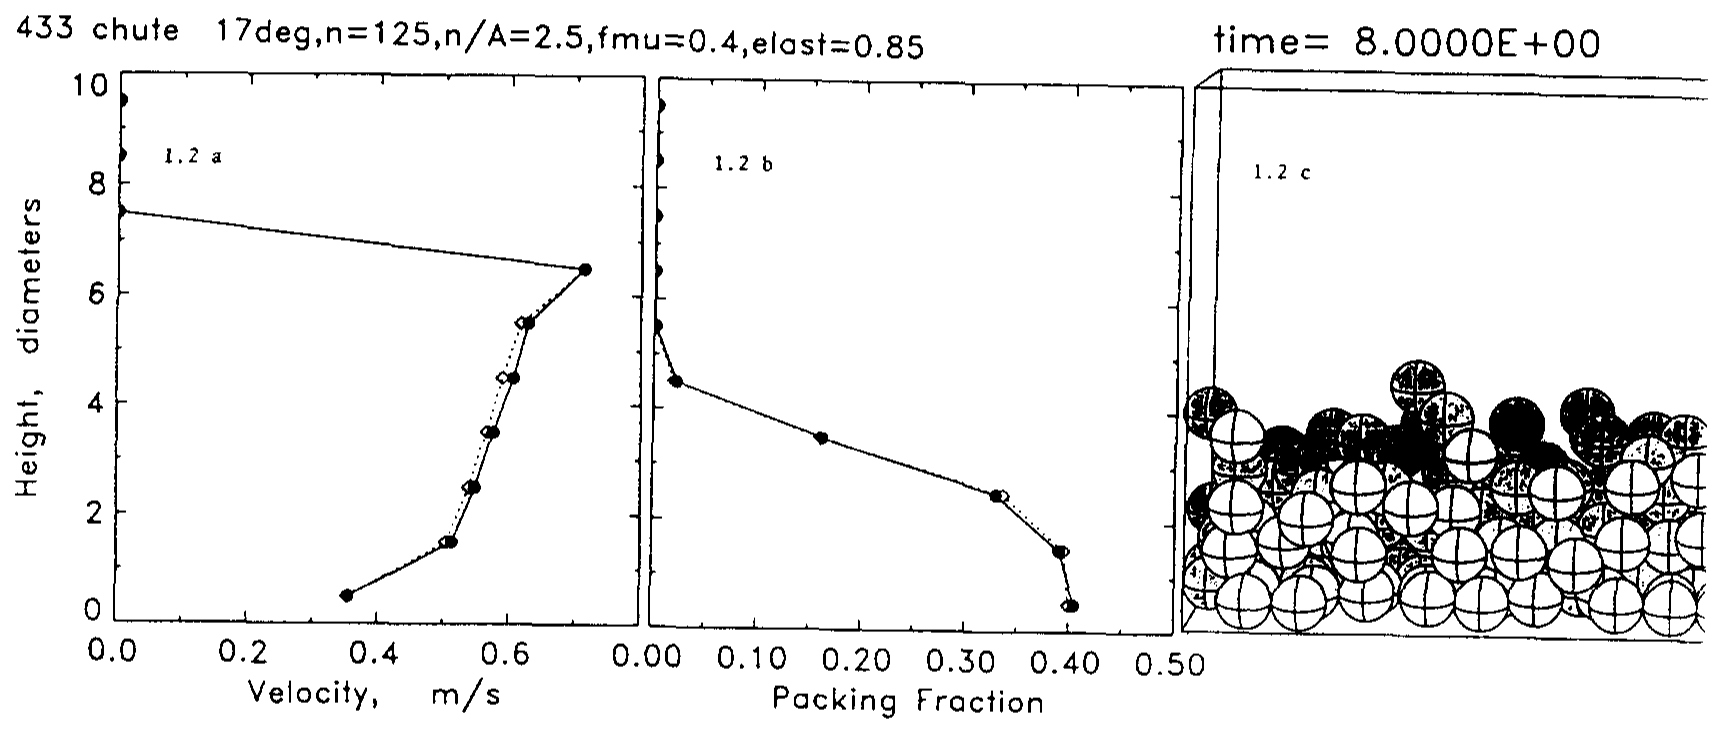 433 chute 17deg,n=125,n/A=2.5,fmu=0.4,elast=0.85
time= 8.0000E+00
Height, diameters
10
8
6
4
2
0
1.2 a
0.0 0.2 0.4 0.6
Velocity, m/s
1.2 b
0.00 0.10 0.20 0.30 0.40 0.50
Packing Fraction
1.2 c